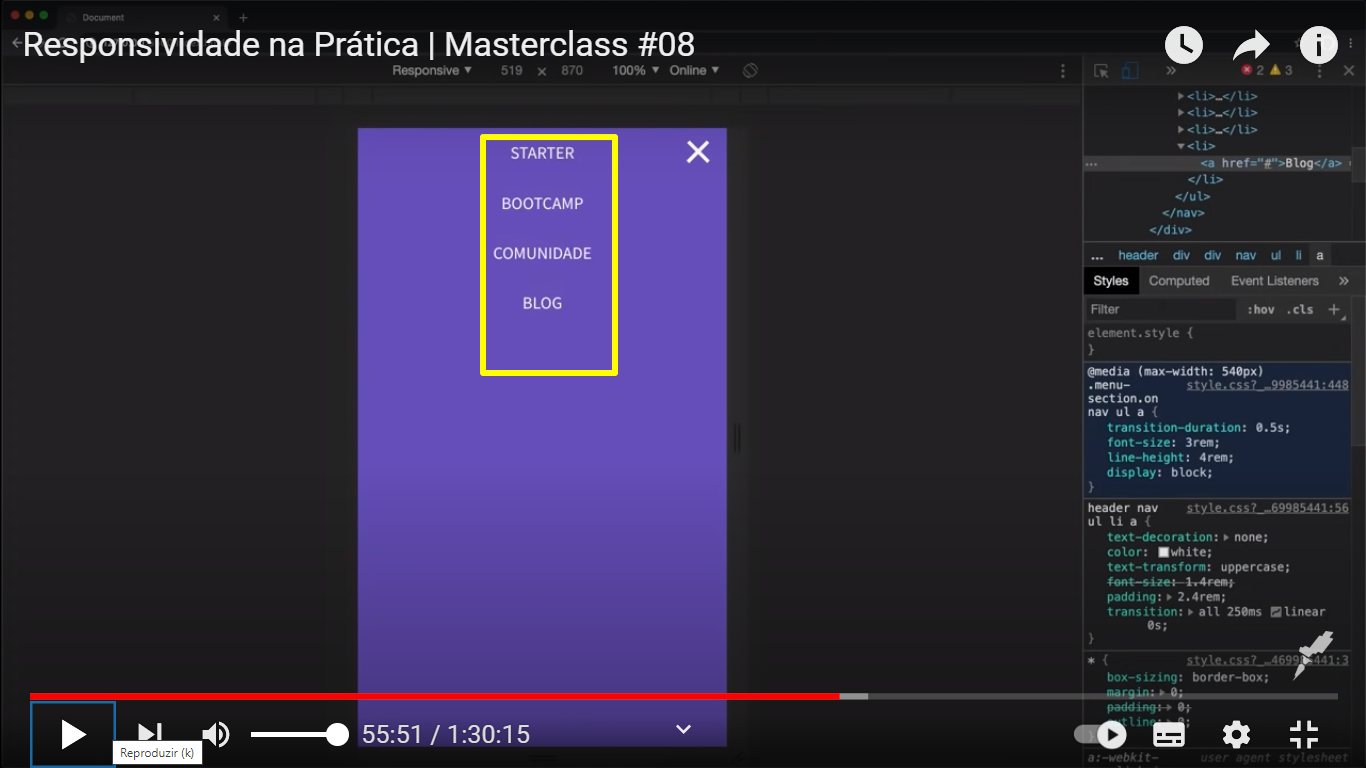 Document
Responsividade na Prática | Masterclass #08
Responsive ▼ 519 x 870 100% ▼ Online ▼
2 3
STARTER
BOOTCAMP
COMUNIDADE
BLOG
▶<li>…</li>
▶<li>…</li>
▶<li>…</li>
▼<li>
... <a href="#">Blog</a>
</li>
</ul>
</nav>
</div>
... header div div nav ul li a
Styles Computed Event Listeners »
Filter :hov .cls +
element.style {
}
@media (max-width: 540px)
.menu- style.css?_…9985441:448
section.on
nav ul a {
transition-duration: 0.5s;
font-size: 3rem;
line-height: 4rem;
display: block;
}
header nav style.css?_…69985441:56
ul li a {
text-decoration:▶ none;
color: white;
text-transform: uppercase;
font-size: 1.4rem;
padding:▶ 2.4rem;
transition:▶ all 250ms linear
0s;
}
* { style.css?_…469985441:3
box-sizing: border-box;
margin:▶ 0;
padding:▶ 0;
outline:▶ 0;
a:-webkit- user agent stylesheet
55:51 / 1:30:15
Reproduzir (k)